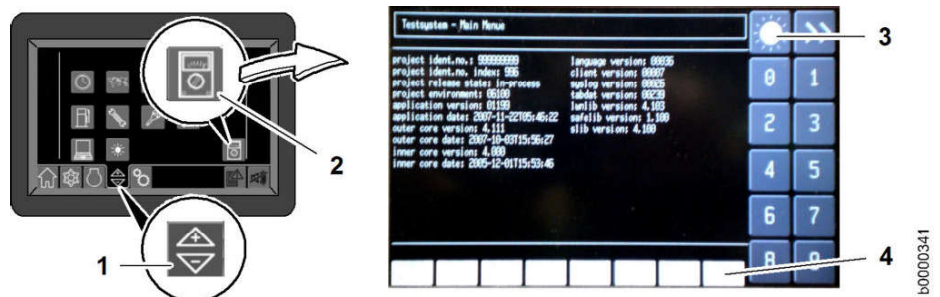 1
2
Testsystem - Main Menue
project ident.no.: 999999999
project ident.no. index: 996
project release state: in-process
project environment: 06100
application version: 01199
application date: 2007-11-22T05:46:22
outer core version: 4.111
outer core date: 2007-10-03T15:56:27
inner core version: 4.000
inner core date: 2005-12-01T15:53:46
language version: 00036
client version: 00007
syslog version: 00026
tabdat version: 00239
lwnlib version: 4.103
safelib version: 1.100
slib version: 4.100
>>
0 1
2 3
4 5
6 7
8 9
3
4
b0000341